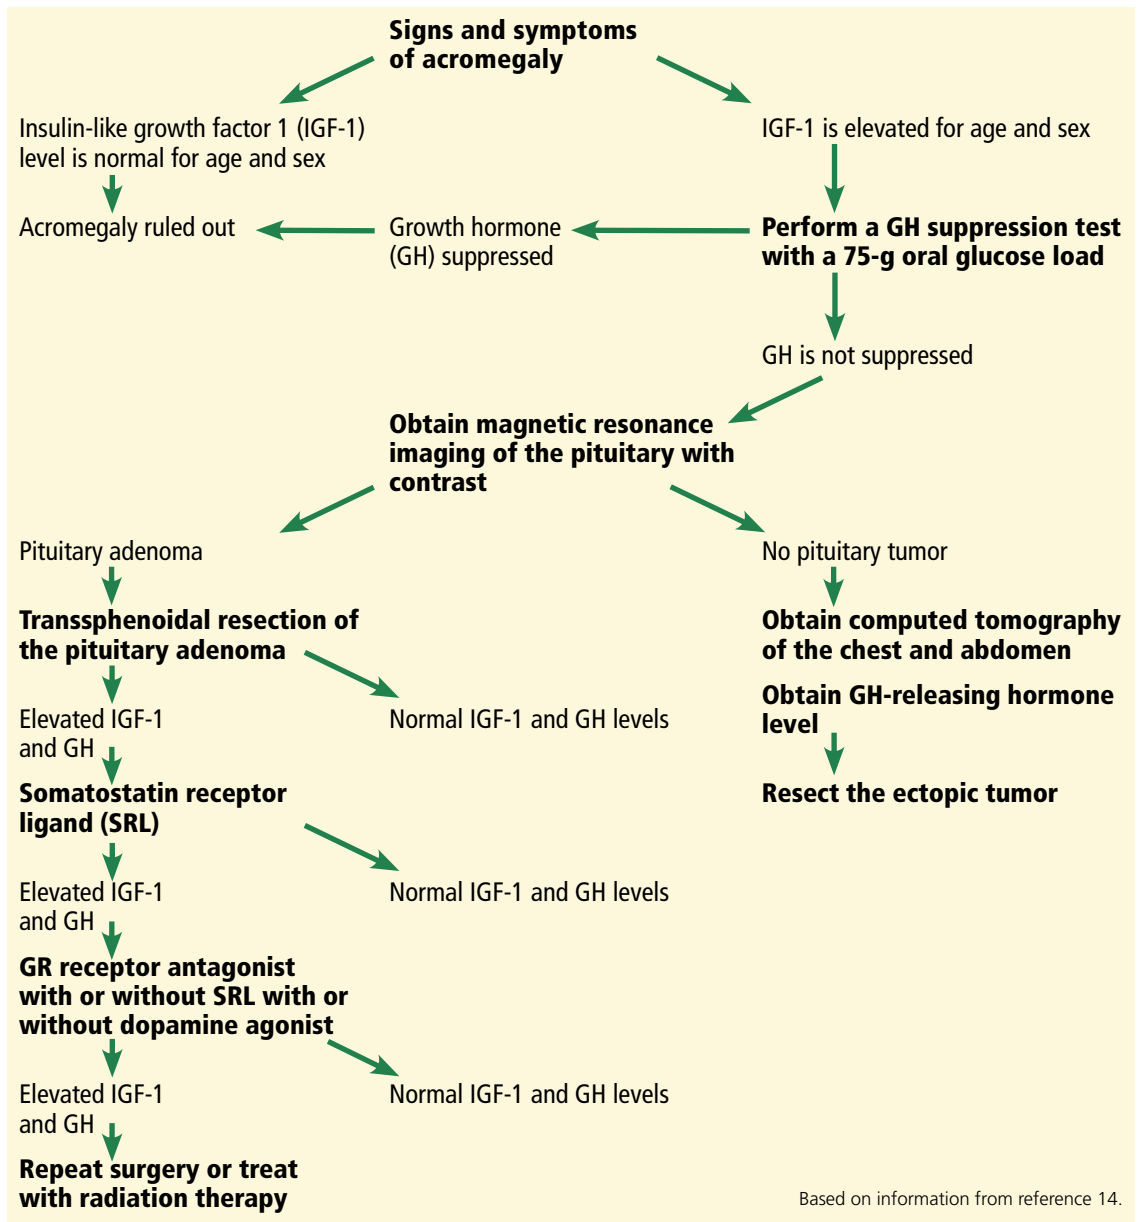 Signs and symptoms
of acromegaly
Insulin-like growth factor 1 (IGF-1)
level is normal for age and sex
IGF-1 is elevated for age and sex
Acromegaly ruled out
Growth hormone
(GH) suppressed
Perform a GH suppression test
with a 75-g oral glucose load
GH is not suppressed
Obtain magnetic resonance
imaging of the pituitary with
contrast
Pituitary adenoma
No pituitary tumor
Transsphenoidal resection of
the pituitary adenoma
Obtain computed tomography
of the chest and abdomen
Obtain GH-releasing hormone
level
Elevated IGF-1
and GH
Normal IGF-1 and GH levels
Resect the ectopic tumor
Somatostatin receptor
ligand (SRL)
Elevated IGF-1
and GH
Normal IGF-1 and GH levels
GR receptor antagonist
with or without SRL with or
without dopamine agonist
Elevated IGF-1
and GH
Normal IGF-1 and GH levels
Repeat surgery or treat
with radiation therapy
Based on information from reference 14.